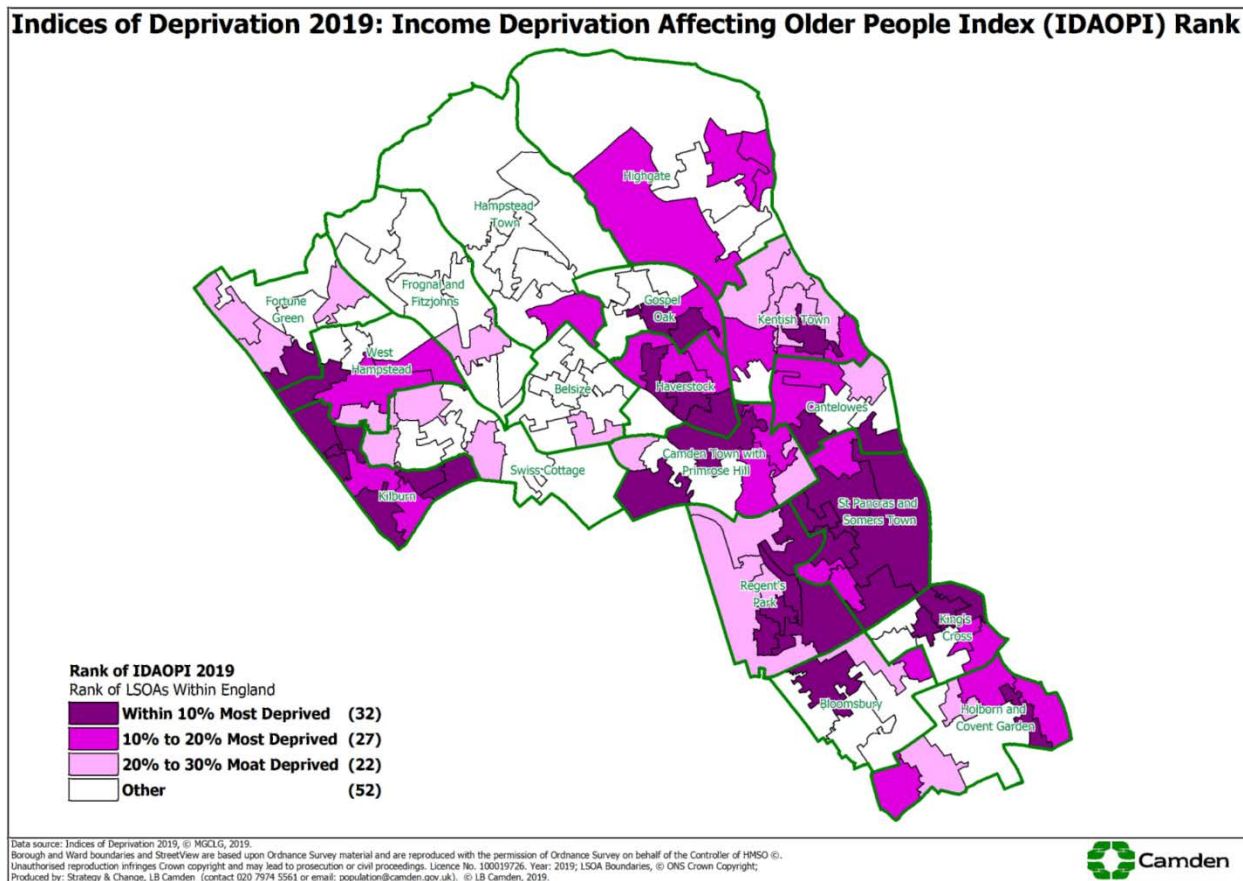 Indices of Deprivation 2019: Income Deprivation Affecting Older People Index (IDAOPI) Rank
Highgate
Hampstead
Town
Frognal and
Fitzjohns
Fortune
Green
Gospel
Oak
Kentish Town
West
Hampstead
Belsize
Haverstock
Cantelowes
Camden Town with
Primrose Hill
Swiss Cottage
Kilburn
St Pancras and
Somers Town
Regent's
Park
King's
Cross
Bloomsbury
Holborn and
Covent Garden
Rank of IDAOPI 2019
Rank of LSOAs Within England
Within 10% Most Deprived (32)
10% to 20% Most Deprived (27)
20% to 30% Moat Deprived (22)
Other (52)
Data source: Indices of Deprivation 2019, © MGCLG, 2019.
Borough and Ward boundaries and StreetView are based upon Ordnance Survey material and are reproduced with the permission of Ordnance Survey on behalf of the Controller of HMSO ©.
Unauthorised reproduction infringes Crown copyright and may lead to prosecution or civil proceedings. Licence No. 100019726. Year: 2019; LSOA Boundaries, © ONS Crown Copyright;
Produced by: Strategy & Change, LB Camden (contact 020 7974 5561 or email: population@camden.gov.uk). © LB Camden, 2019.
Camden